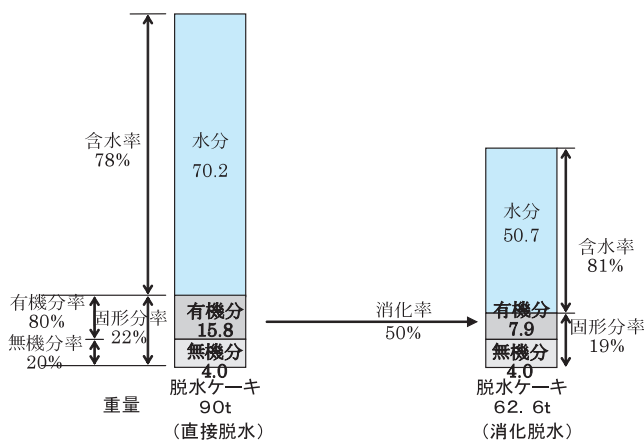 含水率
78%
水分
70.2
有機分率
80%
無機分率
20%
固形分率
22%
有機分
15.8
無機分
4.0
重量
脱水ケーキ
90t
(直接脱水)
消化率
50%
水分
50.7
含水率
81%
有機分
7.9
固形分率
19%
無機分
4.0
脱水ケーキ
62. 6t
(消化脱水)